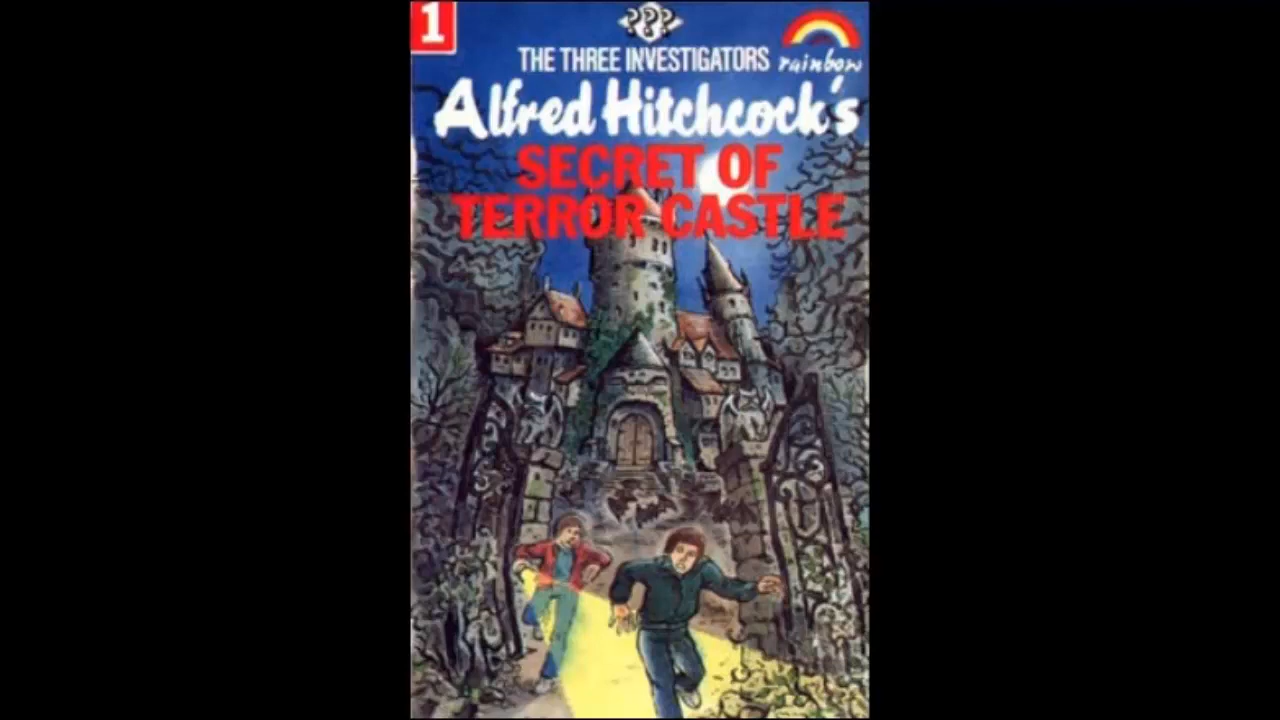 1
???
THE THREE INVESTIGATORS
rainbow
Alfred Hitchcock's
SECRET OF
TERROR CASTLE